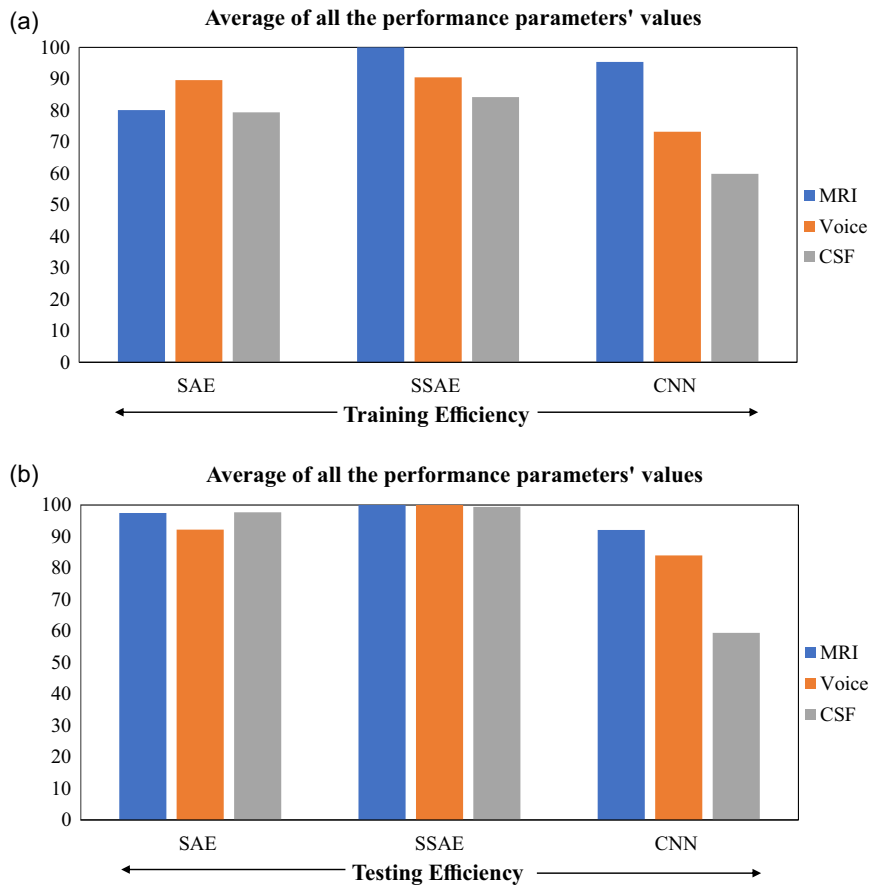 (a)
Average of all the performance parameters' values
100
90
80
70
60
50
40
30
20
10
0
SAE SSAE CNN
Training Efficiency
MRI
Voice
CSF
(b)
Average of all the performance parameters' values
100
90
80
70
60
50
40
30
20
10
0
SAE SSAE CNN
Testing Efficiency
MRI
Voice
CSF